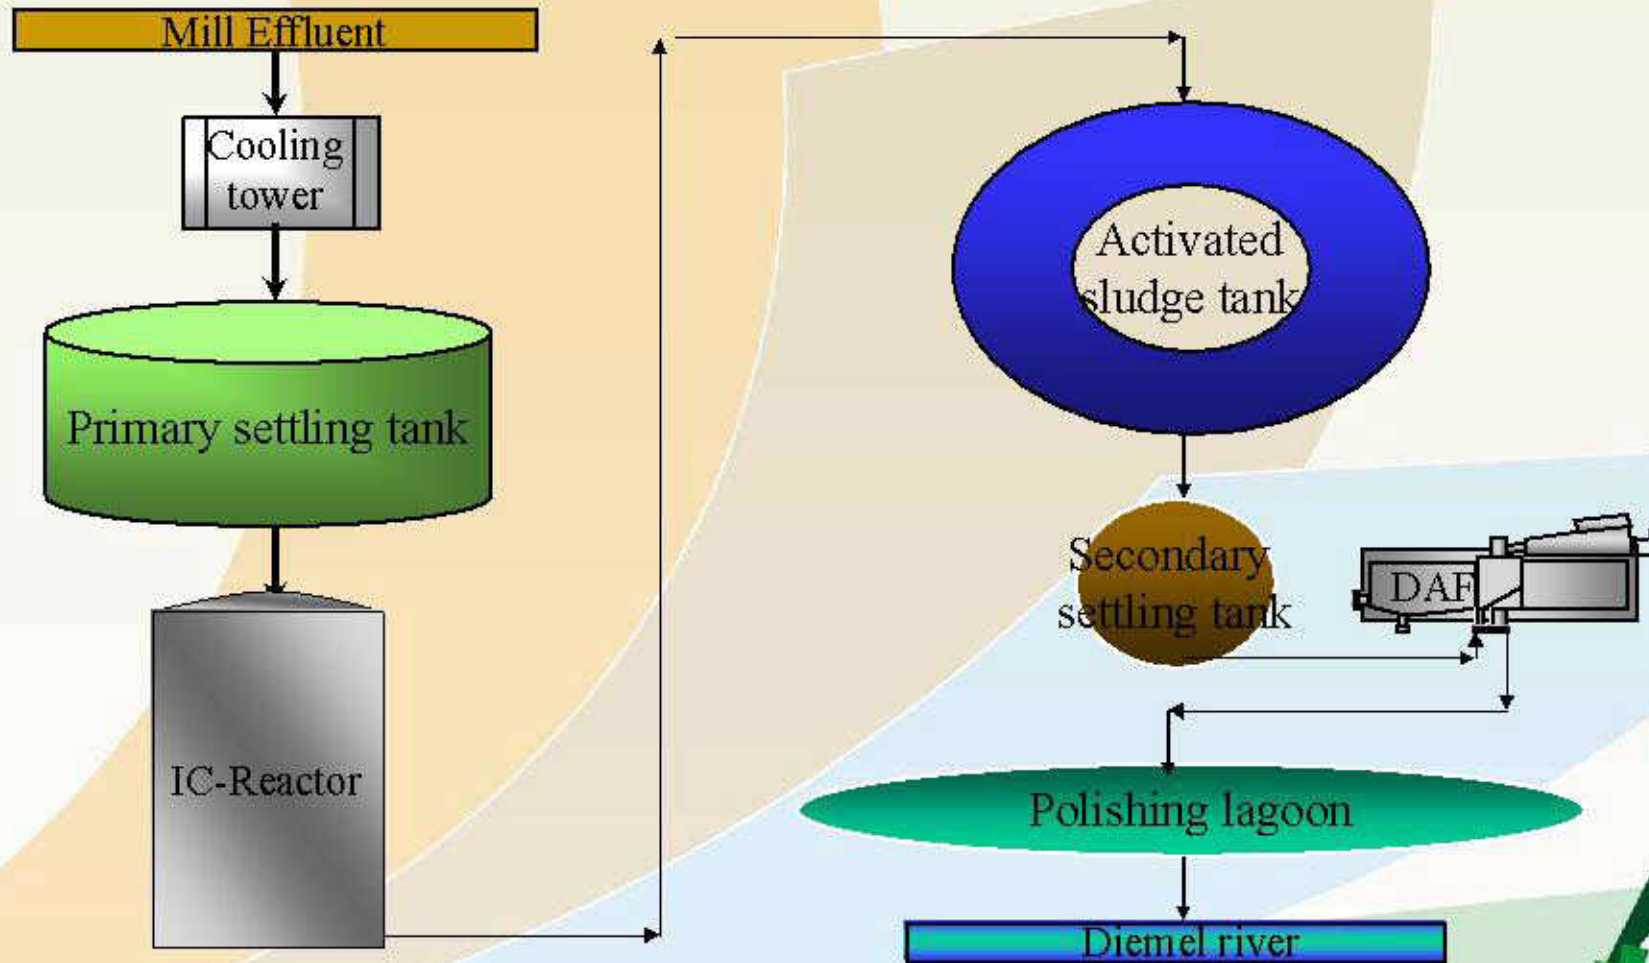 Mill Effluent
Cooling
tower
Primary settling tank
IC-Reactor
Activated
sludge tank
Secondary
settling tank
DAF
Polishing lagoon
Diemel river